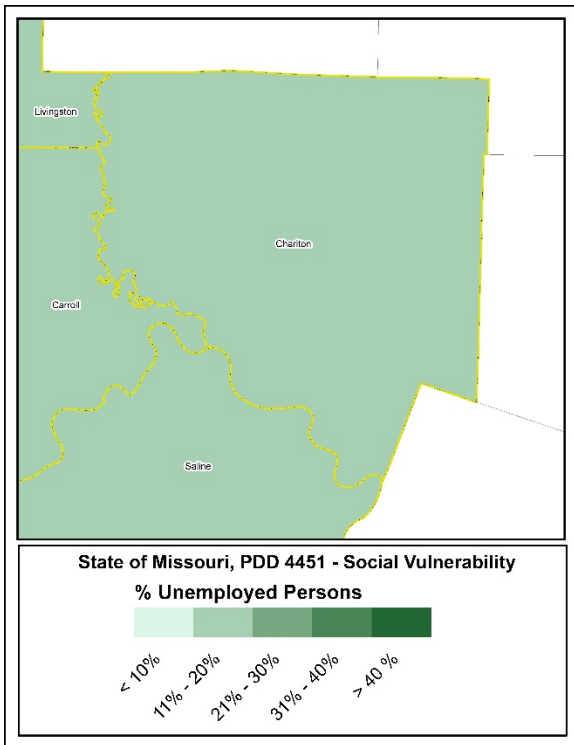 Livingston
Chariton
Carroll
Saline
State of Missouri, PDD 4451 - Social Vulnerability
% Unemployed Persons
< 10%
11% - 20%
21% - 30%
31% - 40%
> 40 %